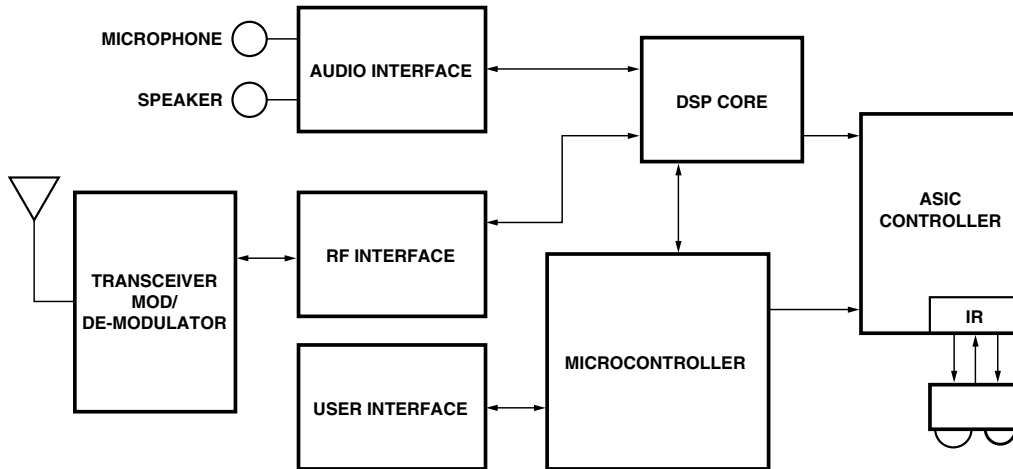 MICROPHONE
SPEAKER
AUDIO INTERFACE
DSP CORE
ASIC
CONTROLLER
TRANSCEIVER
MOD/
DE-MODULATOR
RF INTERFACE
IR
MICROCONTROLLER
USER INTERFACE